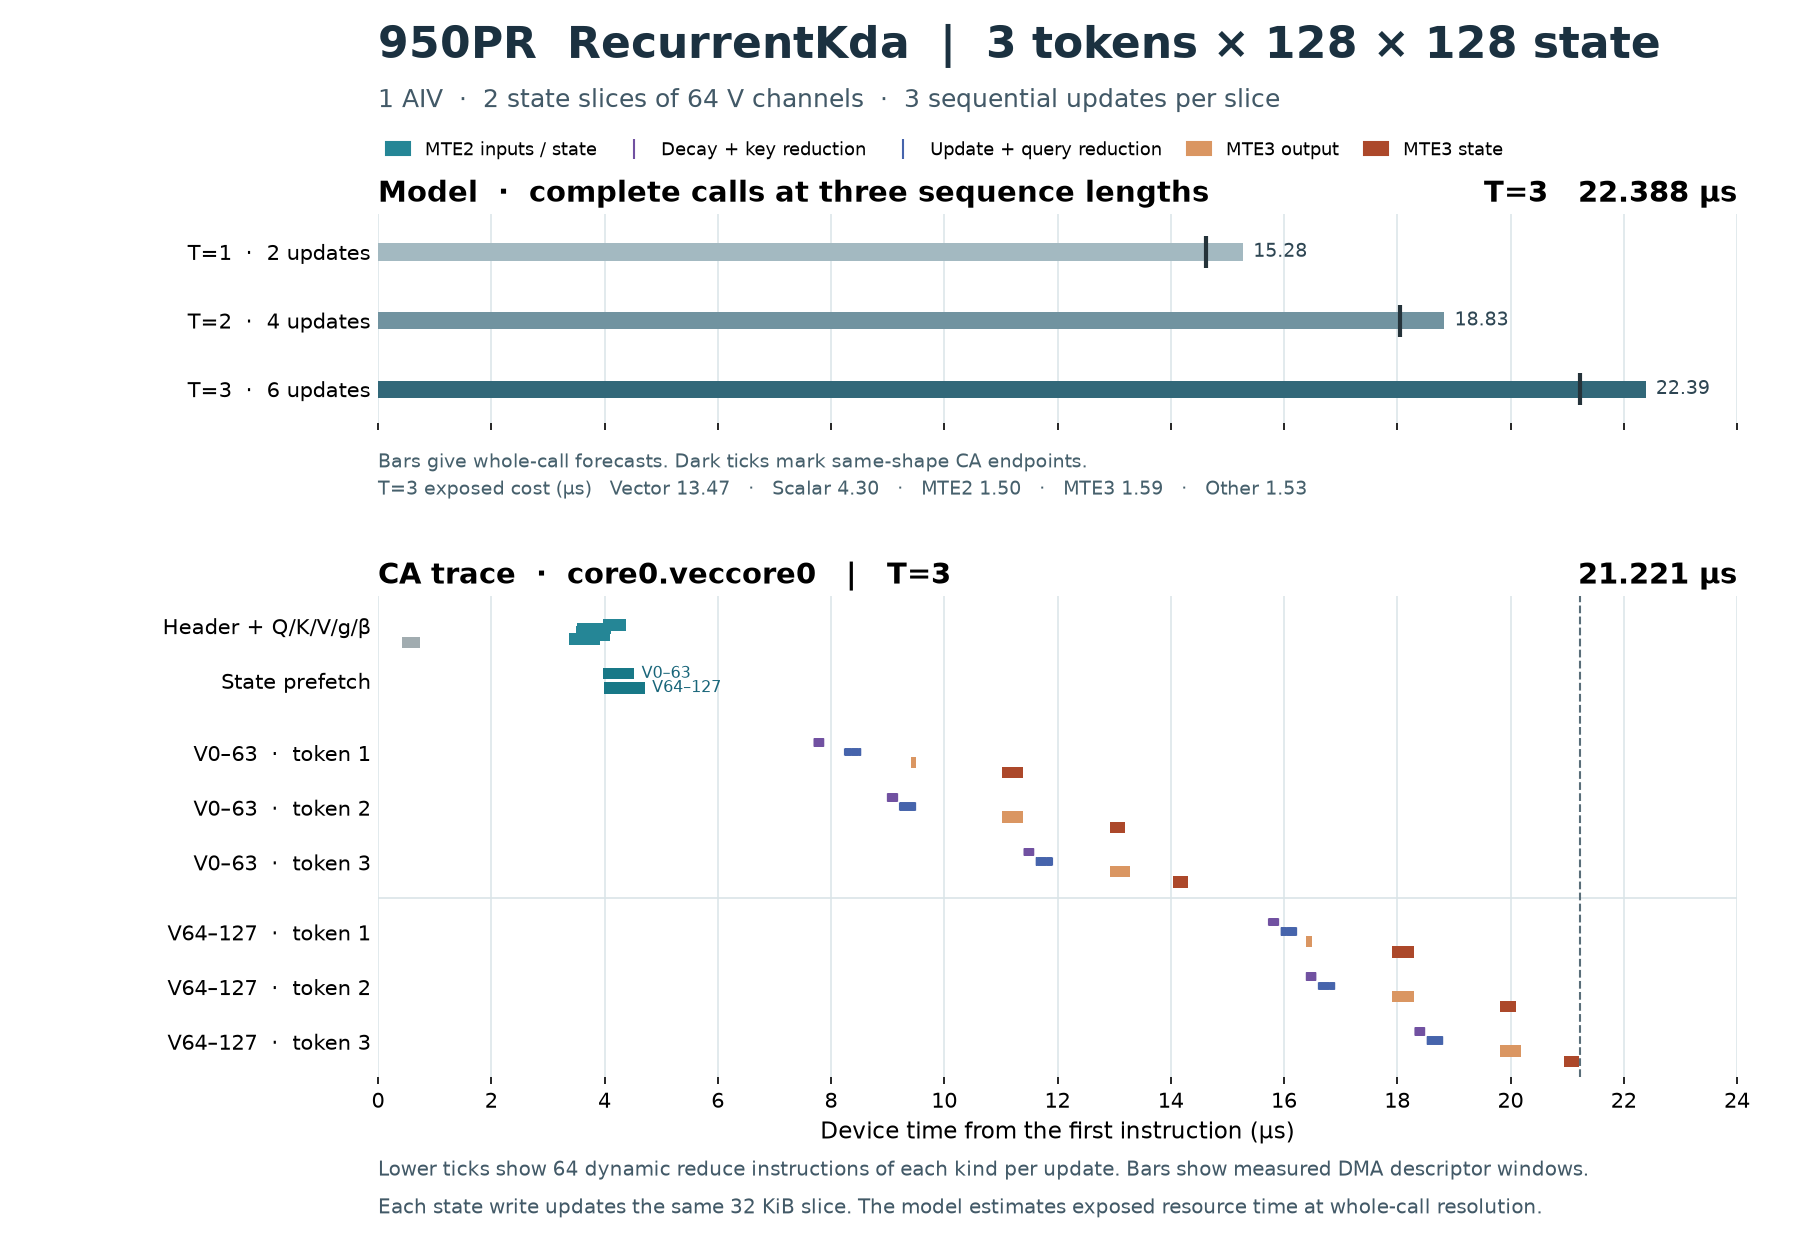 950PR  RecurrentKda  |  3 tokens × 128 × 128 state
1 AIV  ·  2 state slices of 64 V channels  ·  3 sequential updates per slice
MTE2 inputs / state
Decay + key reduction
Update + query reduction
MTE3 output
MTE3 state
Model  ·  complete calls at three sequence lengths
T=3   22.388 µs
T=1  ·  2 updates
15.28
T=2  ·  4 updates
18.83
T=3  ·  6 updates
22.39
Bars give whole-call forecasts. Dark ticks mark same-shape CA endpoints.
T=3 exposed cost (µs)   Vector 13.47   ·   Scalar 4.30   ·   MTE2 1.50   ·   MTE3 1.59   ·   Other 1.53
CA trace  ·  core0.veccore0   |   T=3
21.221 µs
Header + Q/K/V/g/β
State prefetch
V0–63
V64–127
V0–63  ·  token 1
V0–63  ·  token 2
V0–63  ·  token 3
V64–127  ·  token 1
V64–127  ·  token 2
V64–127  ·  token 3
0 2 4 6 8 10 12 14 16 18 20 22 24
Device time from the first instruction (µs)
Lower ticks show 64 dynamic reduce instructions of each kind per update. Bars show measured DMA descriptor windows.
Each state write updates the same 32 KiB slice. The model estimates exposed resource time at whole-call resolution.